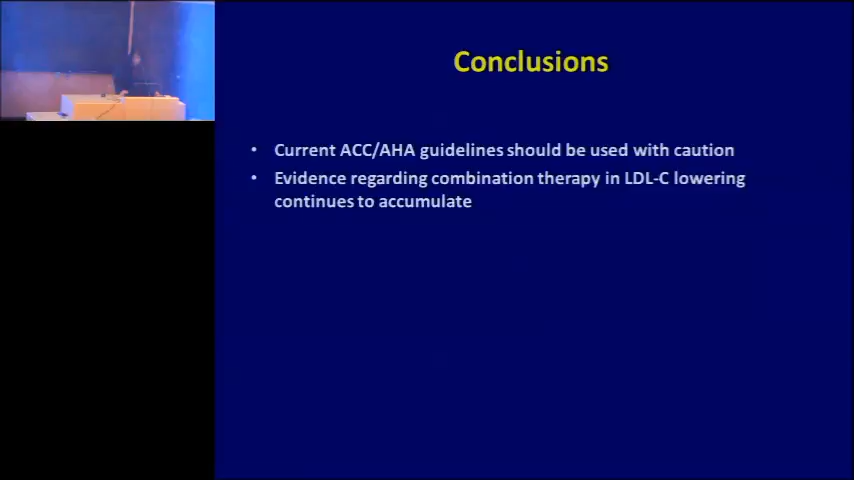 Conclusions
• Current ACC/AHA guidelines should be used with caution
• Evidence regarding combination therapy in LDL-C lowering
continues to accumulate